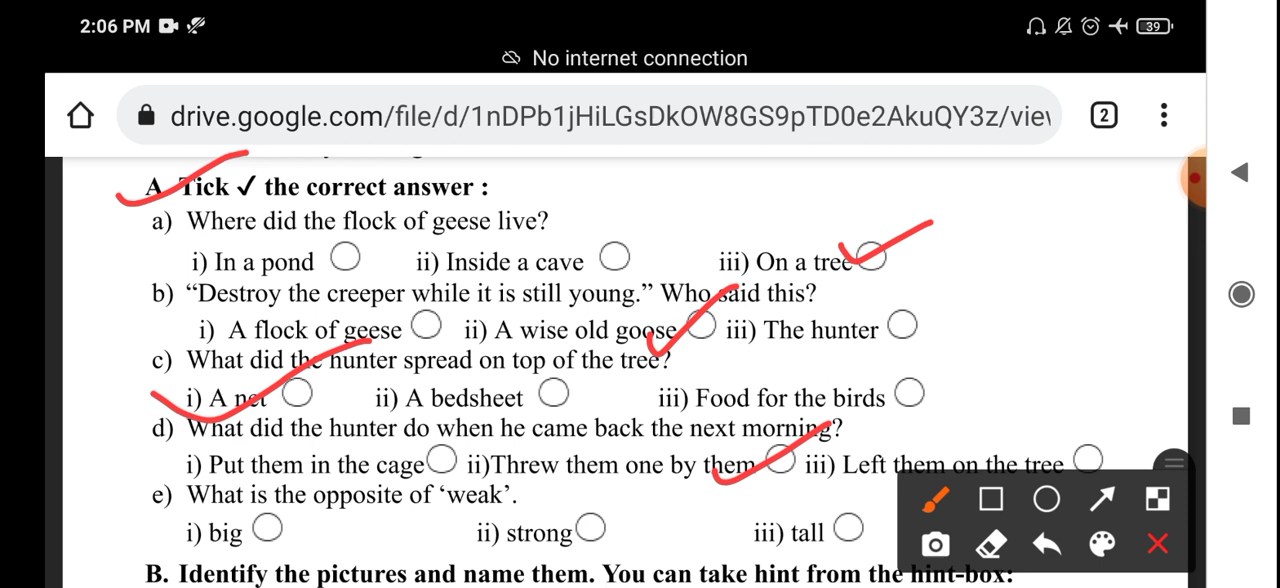 2:06 PM
39
No internet connection
drive.google.com/file/d/1nDPb1jHiLGsDkOW8GS9pTD0e2AkuQY3z/view
2
A. Tick ✓ the correct answer :
a) Where did the flock of geese live?
i) In a pond ii) Inside a cave iii) On a tree
b) “Destroy the creeper while it is still young.” Who said this?
i) A flock of geese ii) A wise old goose iii) The hunter
c) What did the hunter spread on top of the tree?
i) A net ii) A bedsheet iii) Food for the birds
d) What did the hunter do when he came back the next morning?
i) Put them in the cage ii)Threw them one by them iii) Left them on the tree
e) What is the opposite of ‘weak’.
i) big ii) strong iii) tall
B. Identify the pictures and name them. You can take hint from the hint-box: